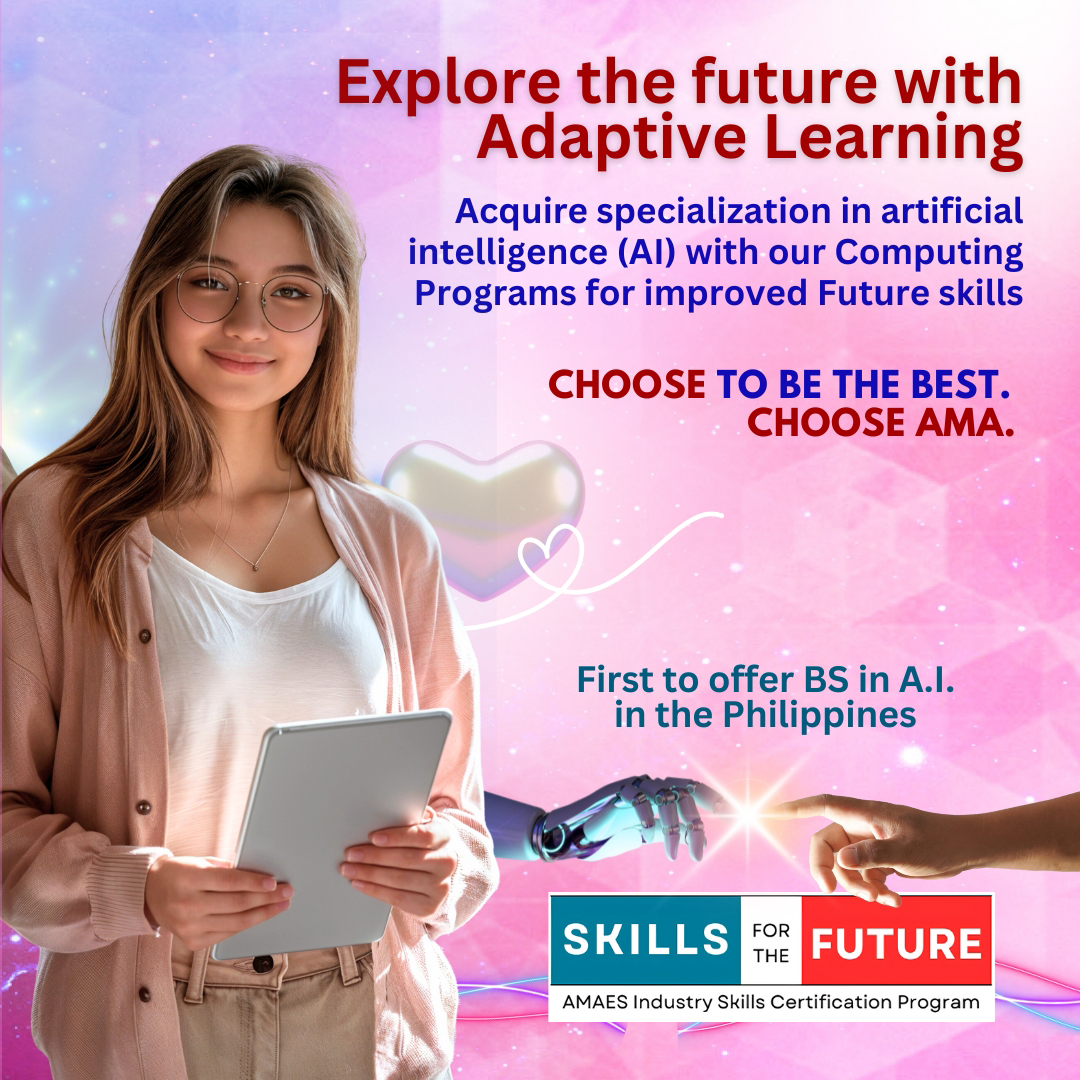 Explore the future with
Adaptive Learning
Acquire specialization in artificial
intelligence (AI) with our Computing
Programs for improved Future skills
CHOOSE TO BE THE BEST.
CHOOSE AMA.
First to offer BS in A.I.
in the Philippines
SKILLS FOR THE FUTURE
AMAES Industry Skills Certification Program